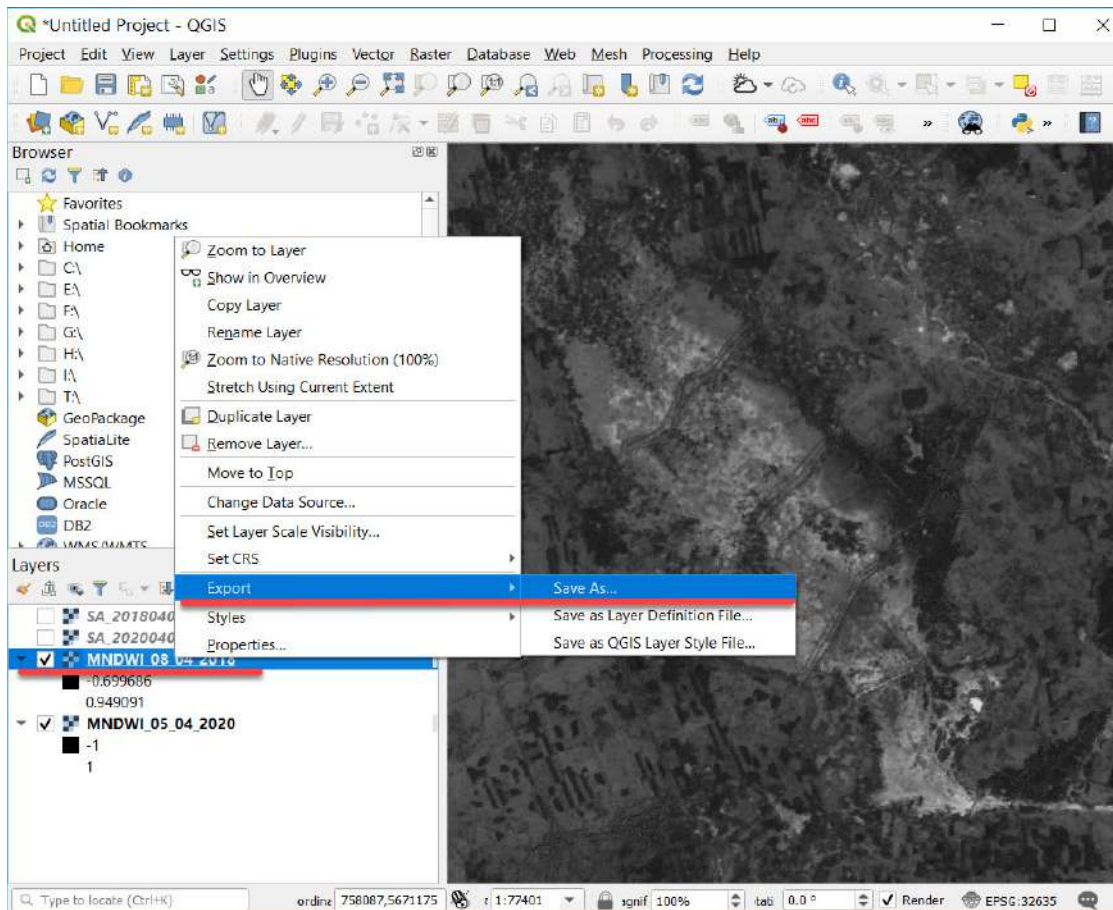 *Untitled Project - QGIS
Project Edit View Layer Settings Plugins Vector Raster Database Web Mesh Processing Help
Browser
Favorites
Spatial Bookmarks
Home
C:\
E:\
F:\
G:\
H:\
I:\
T:\
GeoPackage
SpatiaLite
PostGIS
MSSQL
Oracle
DB2
WMS/WMTS
Zoom to Layer
Show in Overview
Copy Layer
Rename Layer
Zoom to Native Resolution (100%)
Stretch Using Current Extent
Duplicate Layer
Remove Layer...
Move to Top
Change Data Source...
Set Layer Scale Visibility...
Set CRS
Export
Styles
Properties...
Save As...
Save as Layer Definition File...
Save as QGIS Layer Style File...
Layers
SA_2018040
SA_2020040
MNDWI_08_04_2018
-0.699686
0.949091
MNDWI_05_04_2020
-1
1
Type to locate (Ctrl+K) ordine 758087,5671175 1:77401 agnif 100% tati 0.0 ° Render EPSG:32635